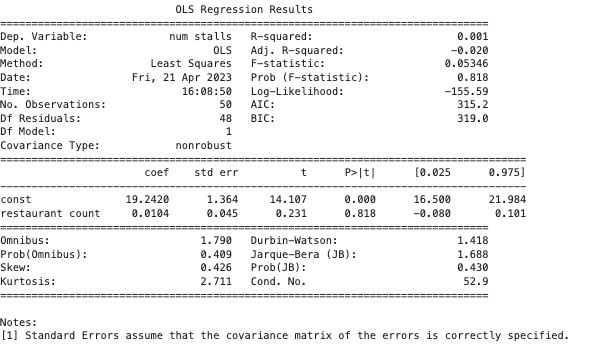 OLS Regression Results
==============================================================================
Dep. Variable: num stalls R-squared: 0.001
Model: OLS Adj. R-squared: -0.020
Method: Least Squares F-statistic: 0.05346
Date: Fri, 21 Apr 2023 Prob (F-statistic): 0.818
Time: 16:08:50 Log-Likelihood: -155.59
No. Observations: 50 AIC: 315.2
Df Residuals: 48 BIC: 319.0
Df Model: 1
Covariance Type: nonrobust
====================================================================================
coef std err t P>|t| [0.025 0.975]
------------------------------------------------------------------------------------
const 19.2420 1.364 14.107 0.000 16.500 21.984
restaurant count 0.0104 0.045 0.231 0.818 -0.080 0.101
==============================================================================
Omnibus: 1.790 Durbin-Watson: 1.418
Prob(Omnibus): 0.409 Jarque-Bera (JB): 1.688
Skew: 0.426 Prob(JB): 0.430
Kurtosis: 2.711 Cond. No. 52.9
==============================================================================
Notes:
[1] Standard Errors assume that the covariance matrix of the errors is correctly specified.